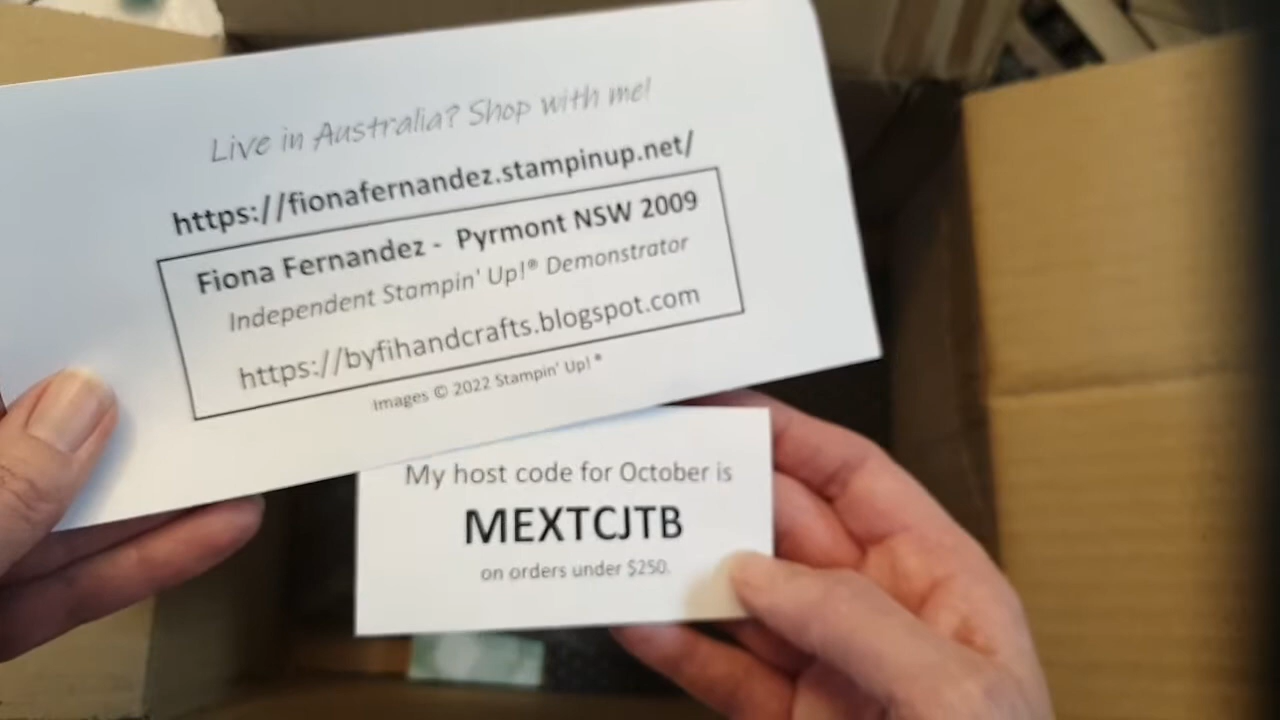 Live in Australia? Shop with me!
https://fionafernandez.stampinup.net/
Fiona Fernandez - Pyrmont NSW 2009
Independent Stampin' Up!® Demonstrator
https://byfihandcrafts.blogspot.com
Images © 2022 Stampin' Up! ®
My host code for October is
MEXTCJTB
on orders under $250.